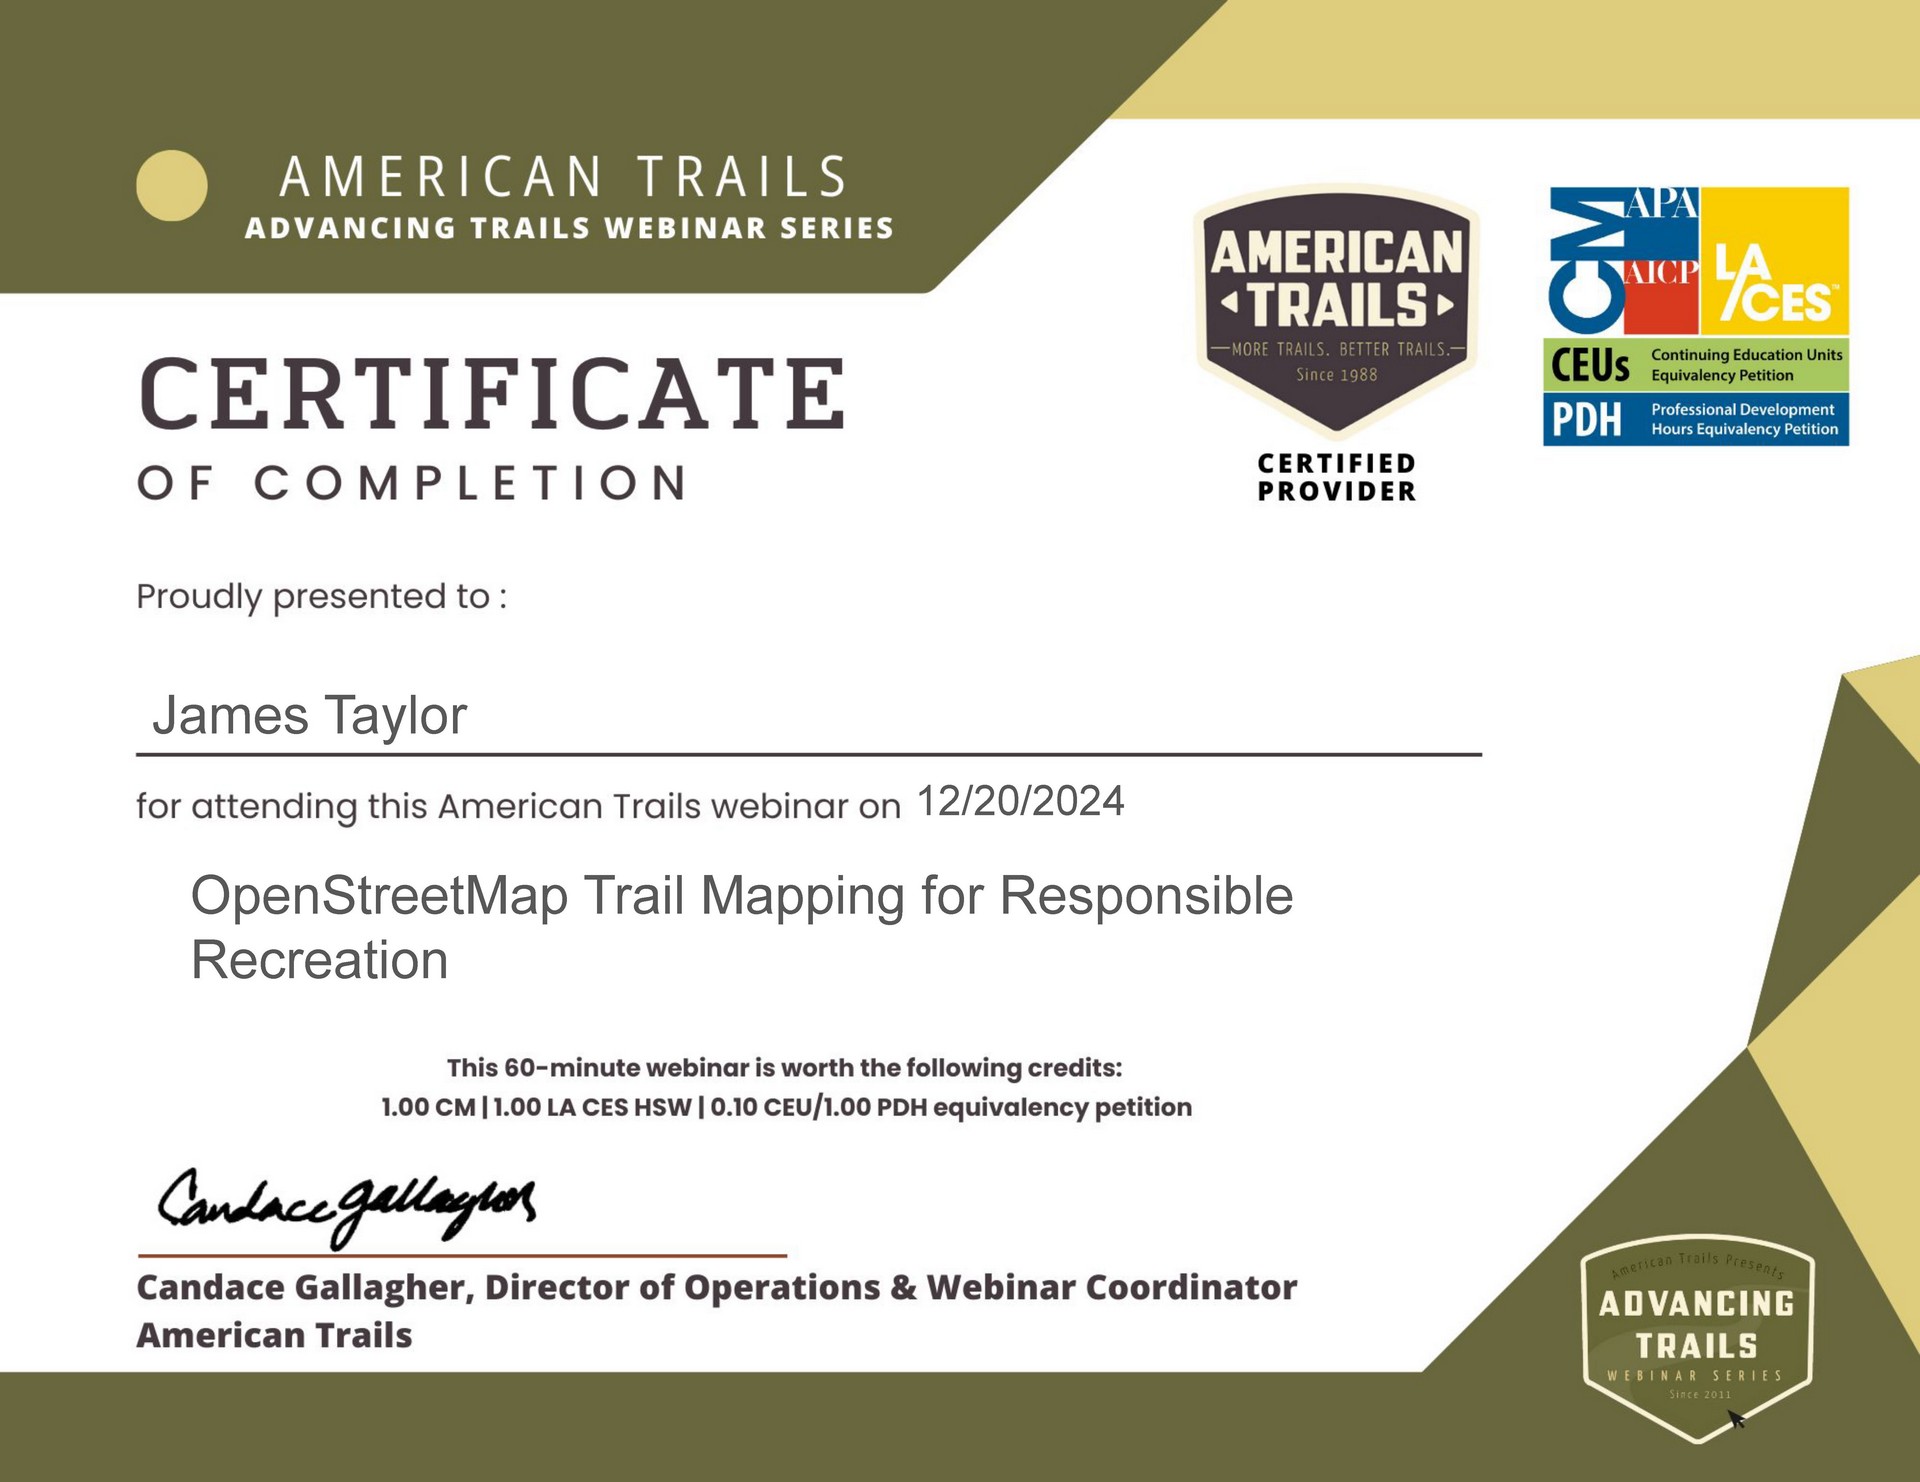 AMERICAN TRAILS
ADVANCING TRAILS WEBINAR SERIES
AMERICAN
TRAILS
MORE TRAILS. BETTER TRAILS.
Since 1988
CERTIFIED
PROVIDER
CM
APA
AICP
LA
CES™
CEUs
Continuing Education Units
Equivalency Petition
PDH
Professional Development
Hours Equivalency Petition
CERTIFICATE
OF COMPLETION
Proudly presented to :
James Taylor
for attending this American Trails webinar on 12/20/2024
OpenStreetMap Trail Mapping for Responsible
Recreation
This 60-minute webinar is worth the following credits:
1.00 CM | 1.00 LA CES HSW | 0.10 CEU/1.00 PDH equivalency petition
Candace Gallagher
Candace Gallagher, Director of Operations & Webinar Coordinator
American Trails
American Trails Presents
ADVANCING
TRAILS
WEBINAR SERIES
Since 2011